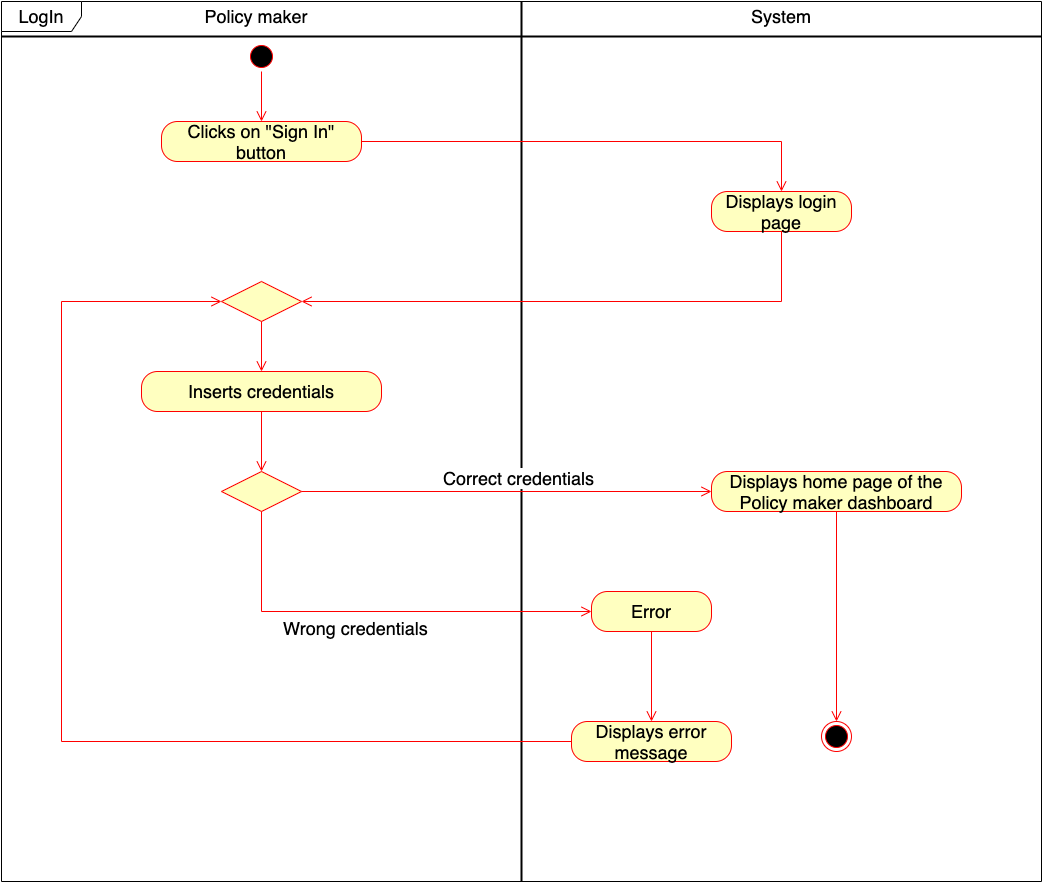 LogIn
Policy maker
System
Clicks on "Sign In"
button
Displays login
page
Inserts credentials
Correct credentials
Displays home page of the
Policy maker dashboard
Error
Wrong credentials
Displays error
message